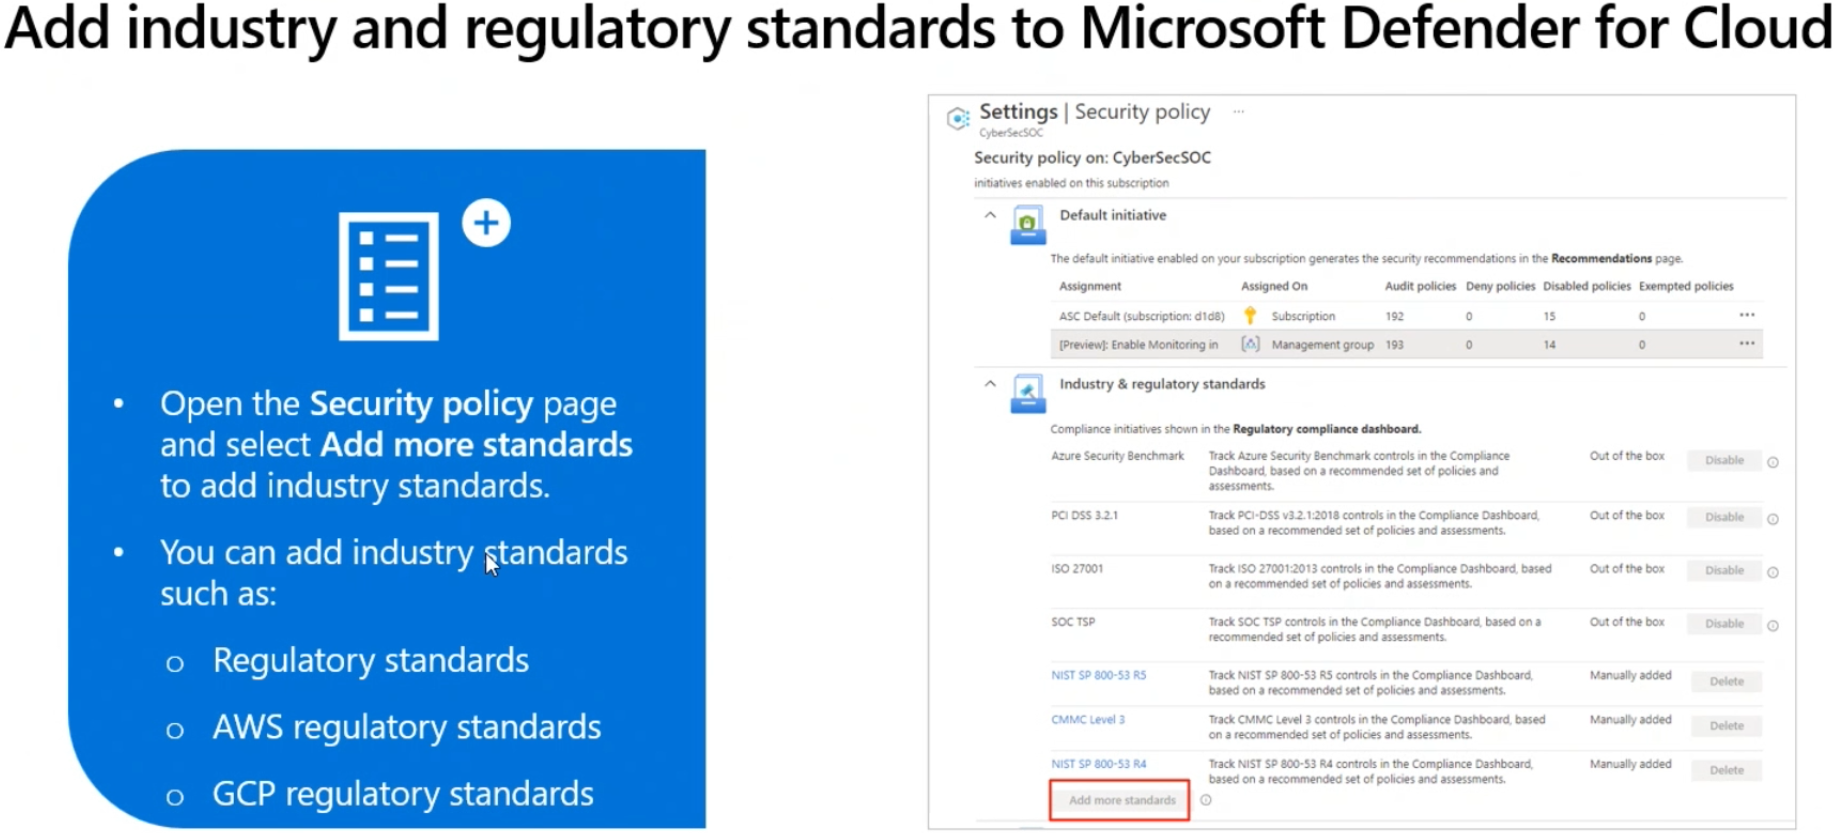 Add industry and regulatory standards to Microsoft Defender for Cloud
• Open the Security policy page
and select Add more standards
to add industry standards.
• You can add industry standards
such as:
o Regulatory standards
o AWS regulatory standards
o GCP regulatory standards
Settings | Security policy ...
CyberSecSOC
Security policy on: CyberSecSOC
initiatives enabled on this subscription
Default initiative
The default initiative enabled on your subscription generates the security recommendations in the Recommendations page.
Assignment Assigned On Audit policies Deny policies Disabled policies Exempted policies
ASC Default (subscription: d1d8) Subscription 192 0 15 0 ...
[Preview]: Enable Monitoring in Management group 193 0 14 0 ...
Industry & regulatory standards
Compliance initiatives shown in the Regulatory compliance dashboard.
Azure Security Benchmark Track Azure Security Benchmark controls in the Compliance Out of the box Disable
Dashboard, based on a recommended set of policies and
assessments.
PCI DSS 3.2.1 Track PCI-DSS v3.2.1:2018 controls in the Compliance Dashboard, Out of the box Disable
based on a recommended set of policies and assessments.
ISO 27001 Track ISO 27001:2013 controls in the Compliance Dashboard, based Out of the box Disable
on a recommended set of policies and assessments.
SOC TSP Track SOC TSP controls in the Compliance Dashboard, based on a Out of the box Disable
recommended set of policies and assessments.
NIST SP 800-53 R5 Track NIST SP 800-53 R5 controls in the Compliance Dashboard, Manually added Delete
based on a recommended set of policies and assessments.
CMMC Level 3 Track CMMC Level 3 controls in the Compliance Dashboard, based Manually added Delete
on a recommended set of policies and assessments.
NIST SP 800-53 R4 Track NIST SP 800-53 R4 controls in the Compliance Dashboard, Manually added Delete
based on a recommended set of policies and assessments.
Add more standards